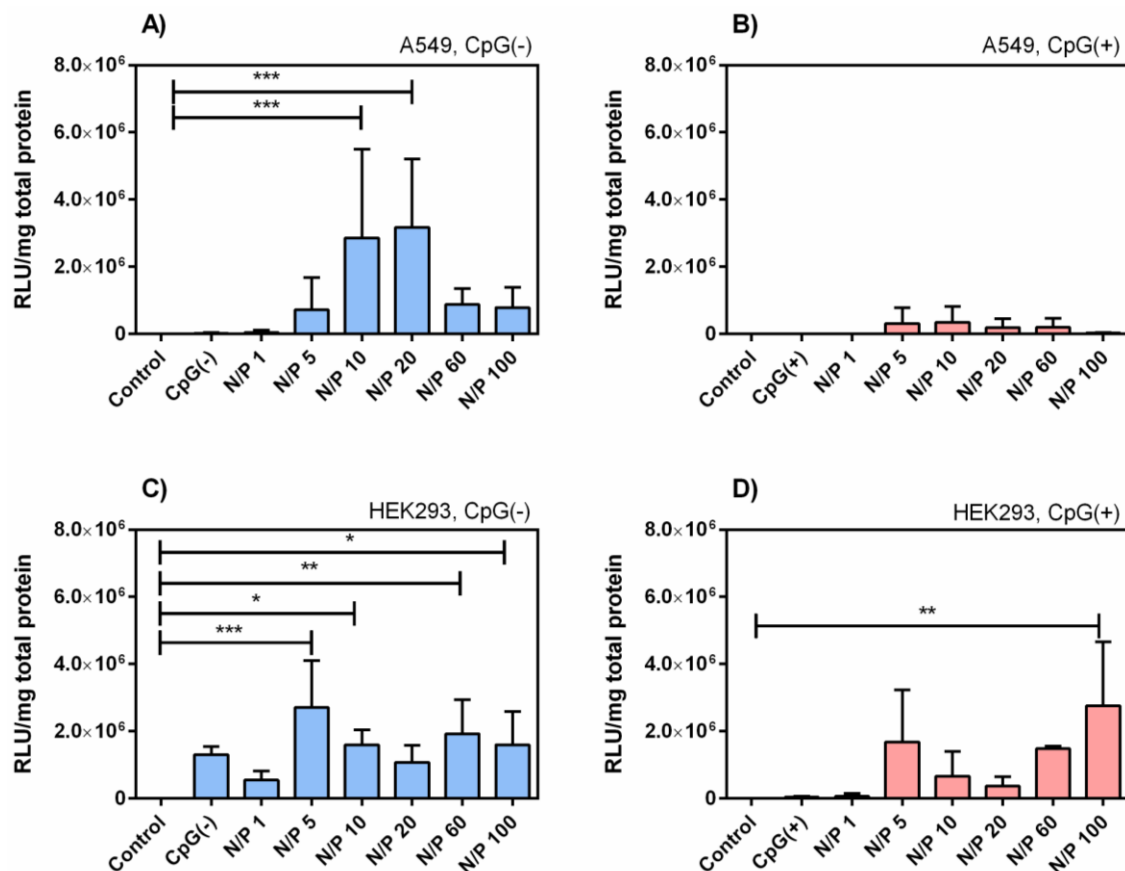 A)
A549, CpG(-)
RLU/mg total protein
8.0×10⁶
6.0×10⁶
4.0×10⁶
2.0×10⁶
0
***
***
Control
CpG(-)
N/P 1
N/P 5
N/P 10
N/P 20
N/P 60
N/P 100
B)
A549, CpG(+)
RLU/mg total protein
8.0×10⁶
6.0×10⁶
4.0×10⁶
2.0×10⁶
0
Control
CpG(+)
N/P 1
N/P 5
N/P 10
N/P 20
N/P 60
N/P 100
C)
HEK293, CpG(-)
RLU/mg total protein
8.0×10⁶
6.0×10⁶
4.0×10⁶
2.0×10⁶
0
*
**
*
***
Control
CpG(-)
N/P 1
N/P 5
N/P 10
N/P 20
N/P 60
N/P 100
D)
HEK293, CpG(+)
RLU/mg total protein
8.0×10⁶
6.0×10⁶
4.0×10⁶
2.0×10⁶
0
**
Control
CpG(+)
N/P 1
N/P 5
N/P 10
N/P 20
N/P 60
N/P 100